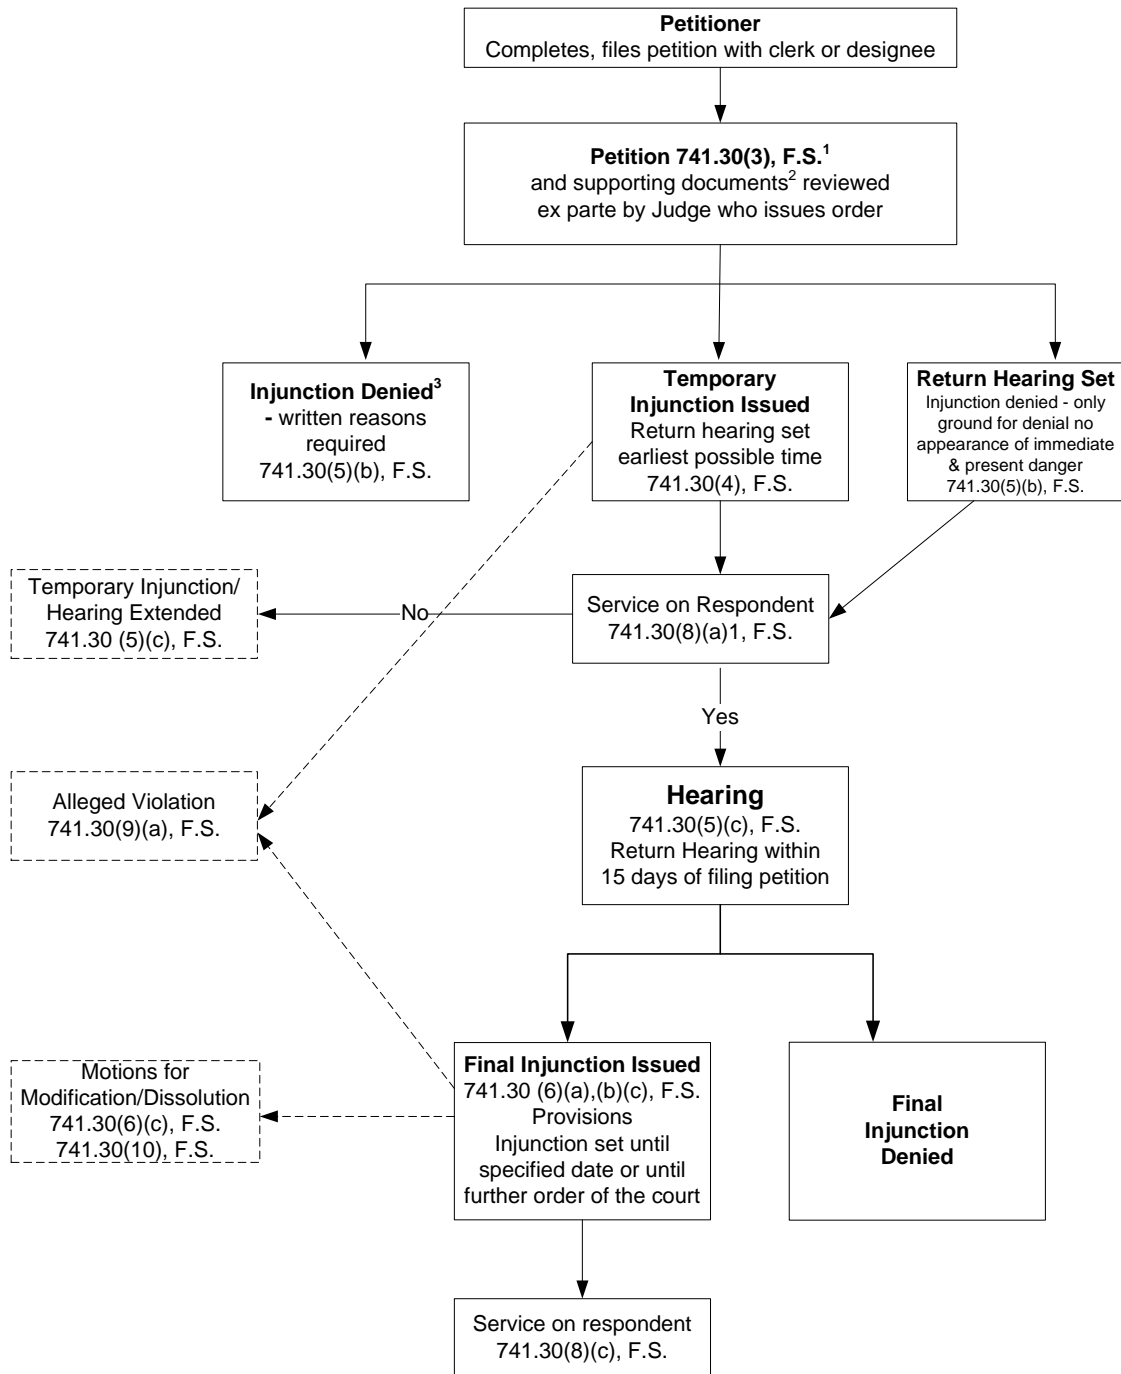 Petitioner
Completes, files petition with clerk or designee
Petition 741.30(3), F.S.1
and supporting documents2 reviewed
ex parte by Judge who issues order
Injunction Denied3
- written reasons
required
741.30(5)(b), F.S.
Temporary
Injunction Issued
Return hearing set
earliest possible time
741.30(4), F.S.
Return Hearing Set
Injunction denied - only
ground for denial no
appearance of immediate
& present danger
741.30(5)(b), F.S.
Temporary Injunction/
Hearing Extended
741.30 (5)(c), F.S.
No
Service on Respondent
741.30(8)(a)1, F.S.
Yes
Alleged Violation
741.30(9)(a), F.S.
Hearing
741.30(5)(c), F.S.
Return Hearing within
15 days of filing petition
Motions for
Modification/Dissolution
741.30(6)(c), F.S.
741.30(10), F.S.
Final Injunction Issued
741.30 (6)(a),(b)(c), F.S.
Provisions
Injunction set until
specified date or until
further order of the court
Final
Injunction
Denied
Service on respondent
741.30(8)(c), F.S.